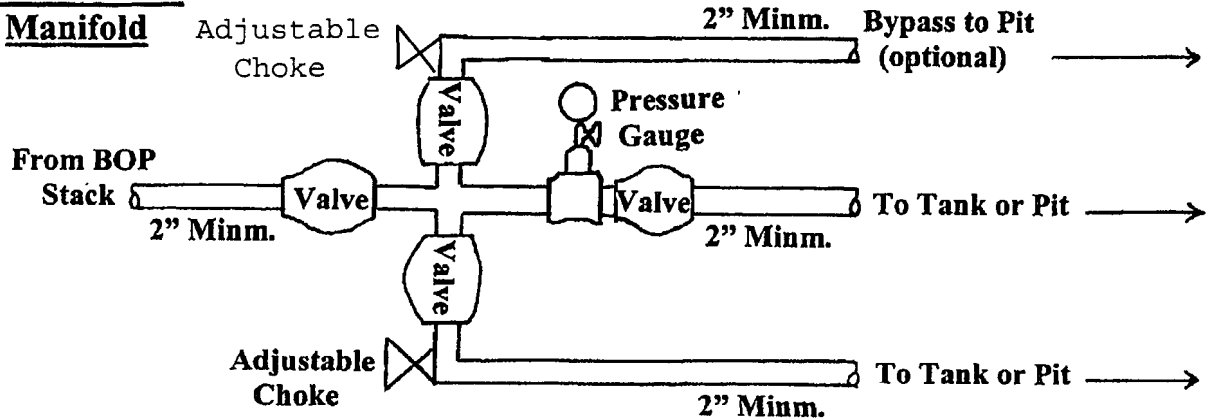 Manifold
Adjustable
Choke
2” Minm.
Bypass to Pit
(optional)
Valve
Pressure
Gauge
From BOP
Stack
Valve
Valve
To Tank or Pit
2” Minm.
2” Minm.
Valve
Adjustable
Choke
To Tank or Pit
2” Minm.